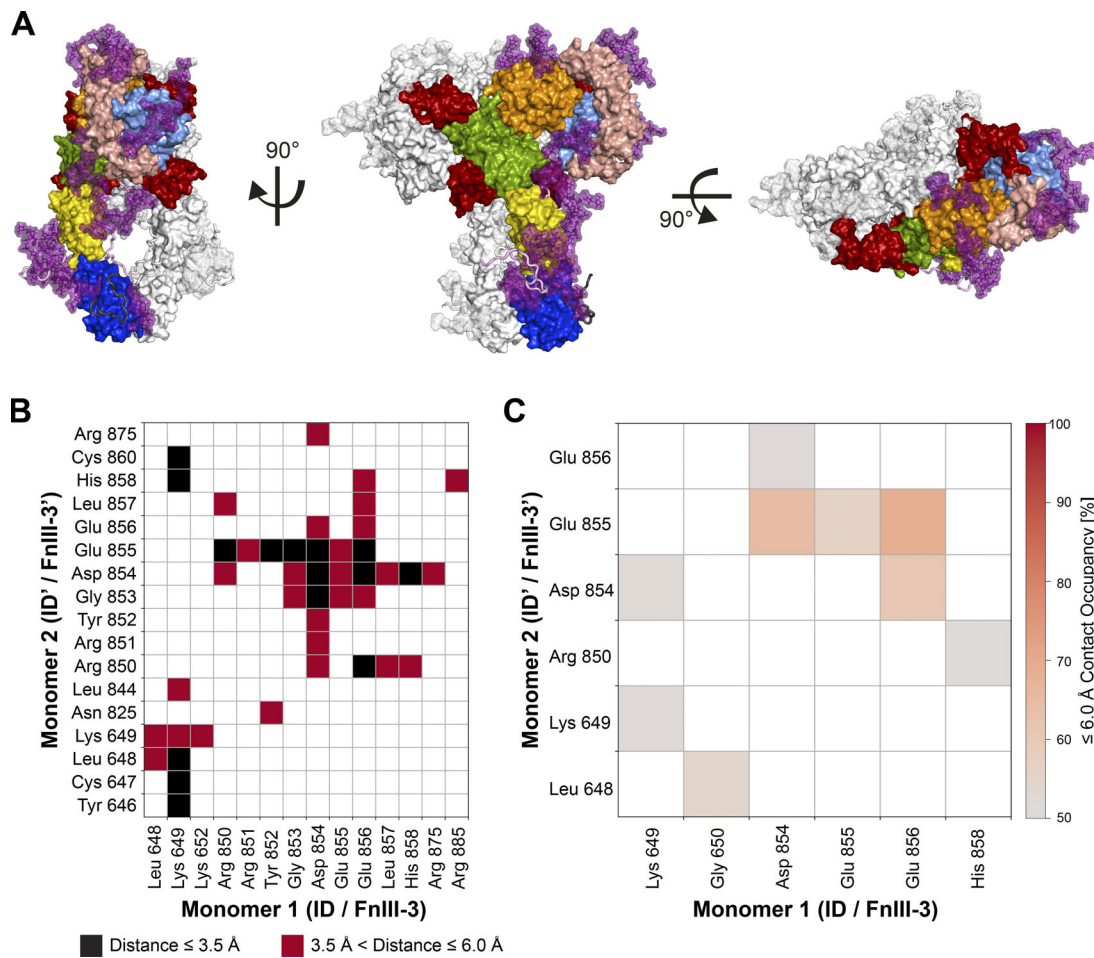 A
90°
90°
B
Monomer 2 (ID' / FnIII-3')
Arg 875
Cys 860
His 858
Leu 857
Glu 856
Glu 855
Asp 854
Gly 853
Tyr 852
Arg 851
Arg 850
Leu 844
Asn 825
Lys 649
Leu 648
Cys 647
Tyr 646
Leu 648
Lys 649
Lys 652
Arg 850
Arg 851
Tyr 852
Gly 853
Asp 854
Glu 855
Glu 856
Leu 857
His 858
Arg 875
Arg 885
Monomer 1 (ID / FnIII-3)
Distance ≤ 3.5 Å
3.5 Å < Distance ≤ 6.0 Å
C
Monomer 2 (ID' / FnIII-3')
Glu 856
Glu 855
Asp 854
Arg 850
Lys 649
Leu 648
Lys 649
Gly 650
Asp 854
Glu 855
Glu 856
His 858
Monomer 1 (ID / FnIII-3)
100
90
80
70
60
50
≤ 6.0 Å Contact Occupancy [%]